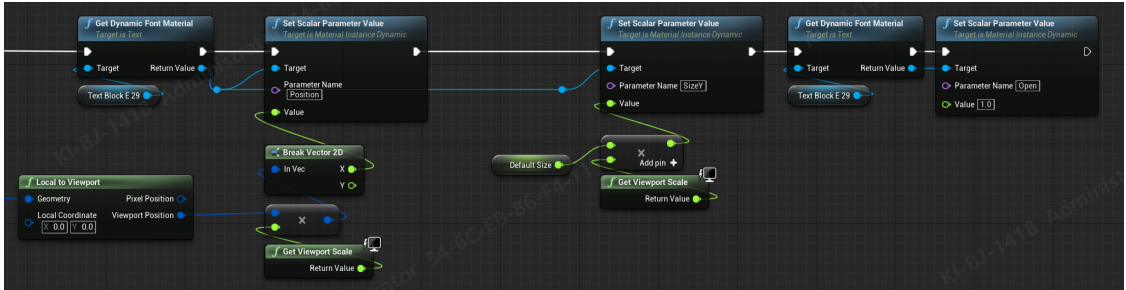 Get Dynamic Font Material
Target is Text
Target
Return Value
Text Block E 29
Set Scalar Parameter Value
Target is Material Instance Dynamic
Target
Parameter Name
Position
Value
Break Vector 2D
In Vec
X
Y
Local to Viewport
Geometry
Pixel Position
Local Coordinate
Viewport Position
X 0.0 Y 0.0
×
Get Viewport Scale
Return Value
Set Scalar Parameter Value
Target is Material Instance Dynamic
Target
Parameter Name SizeY
Value
Default Size
×
Add pin +
Get Viewport Scale
Return Value
Get Dynamic Font Material
Target is Text
Target
Return Value
Text Block E 29
Set Scalar Parameter Value
Target is Material Instance Dynamic
Target
Parameter Name Open
Value 1.0
KI-BJ-1418 Administrator